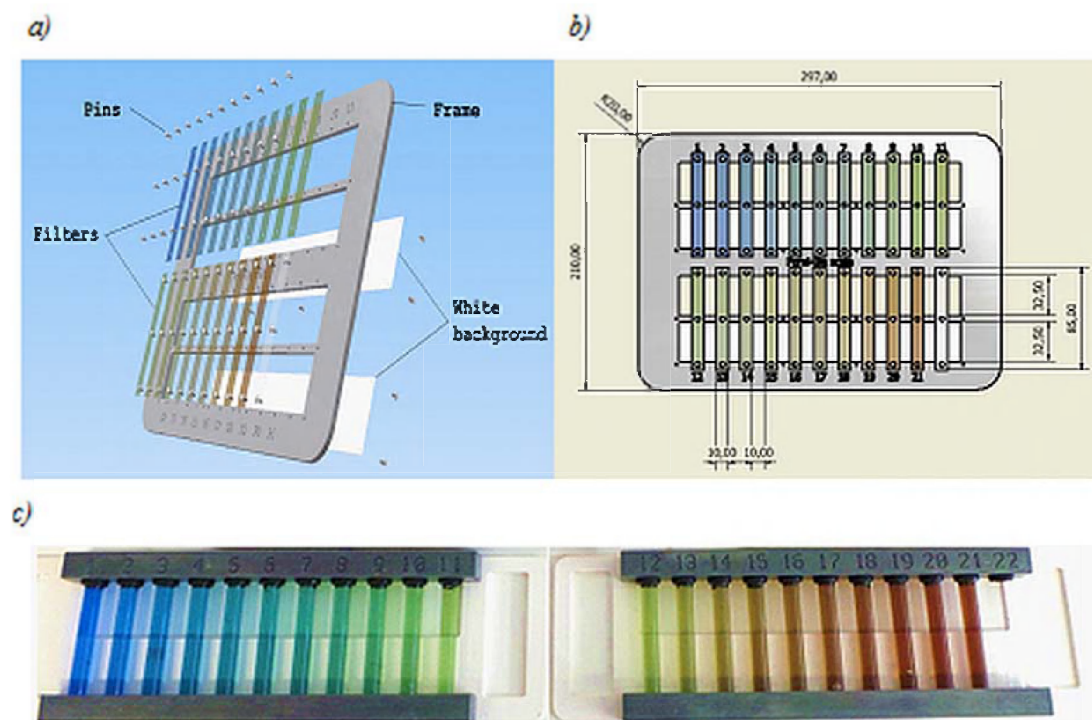 a)
b)
Pins
Frame
Filters
White
background
297,00
R20,00
210,00
1 2 3 4 5 6 7 8 9 10 11
32,50
32,50
85,00
12 13 14 15 16 17 18 19 20 21
10,00 10,00
c)
1 2 3 4 5 6 7 8 9 10 11
12 13 14 15 16 17 18 19 20 21 22